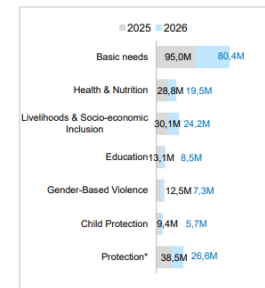 2025 2026
Basic needs 95,0M 80,4M
Health & Nutrition 28,8M 19,5M
Livelihoods & Socio-economic
Inclusion 30,1M 24,2M
Education 13,1M 8,5M
Gender-Based Violence 12,5M 7,3M
Child Protection 9,4M 5,7M
Protection* 38,5M 26,6M